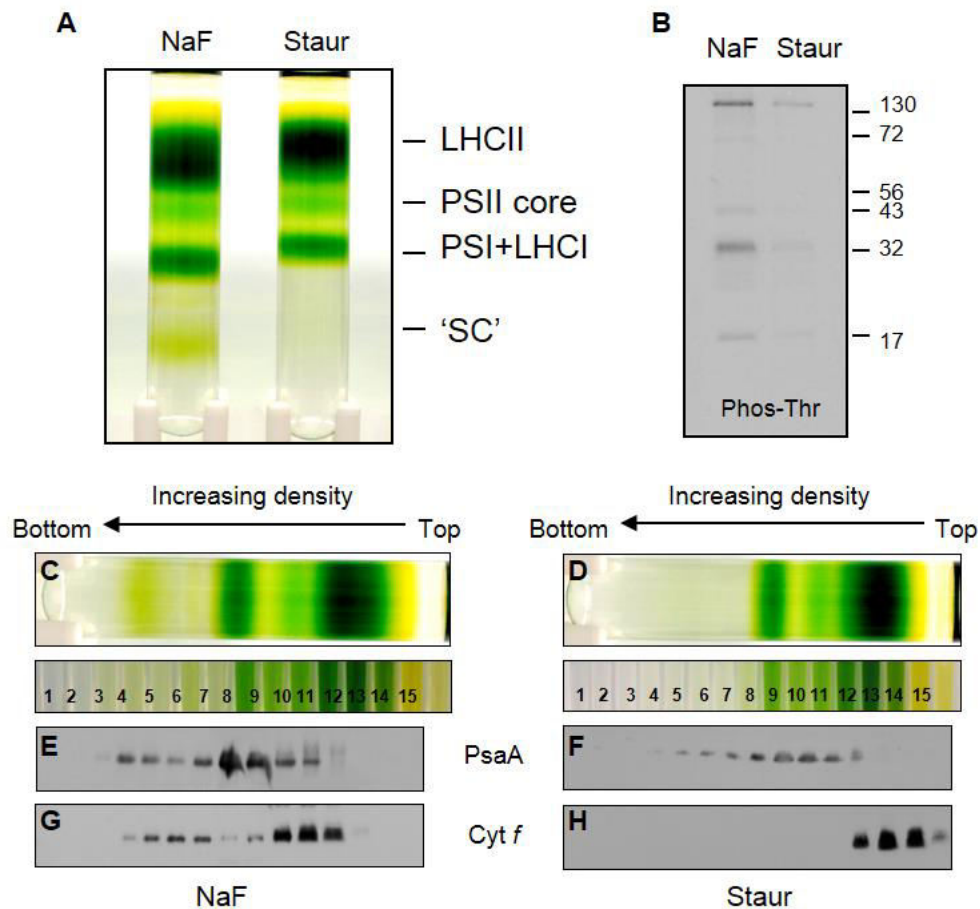 A
NaF Staur
LHCII
PSII core
PSI+LHCI
‘SC’
B
NaF Staur
130
72
56
43
32
17
Phos-Thr
Increasing density
Bottom Top
C
1 2 3 4 5 6 7 8 9 10 11 12 13 14 15
E
G
NaF
PsaA
Cyt f
Increasing density
Bottom Top
D
1 2 3 4 5 6 7 8 9 10 11 12 13 14 15
F
H
Staur